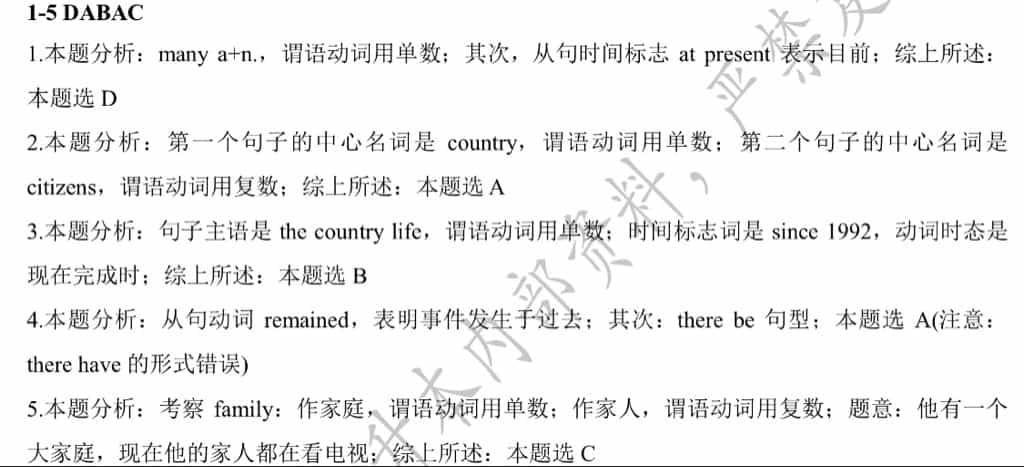 1-5 DABAC
1.本题分析：many a+n.，谓语动词用单数；其次，从句时间标志 at present 表示目前；综上所述：
本题选 D
2.本题分析：第一个句子的中心名词是 country，谓语动词用单数；第二个句子的中心名词是
citizens，谓语动词用复数；综上所述：本题选 A
3.本题分析：句子主语是 the country life，谓语动词用单数；时间标志词是 since 1992，动词时态是
现在完成时；综上所述：本题选 B
4.本题分析：从句动词 remained，表明事件发生于过去；其次：there be 句型；本题选 A(注意：
there have 的形式错误)
5.本题分析：考察 family：作家庭，谓语动词用单数；作家人，谓语动词用复数；题意：他有一个
大家庭，现在他的家人都在看电视；综上所述：本题选 C
升本内部资料，严禁